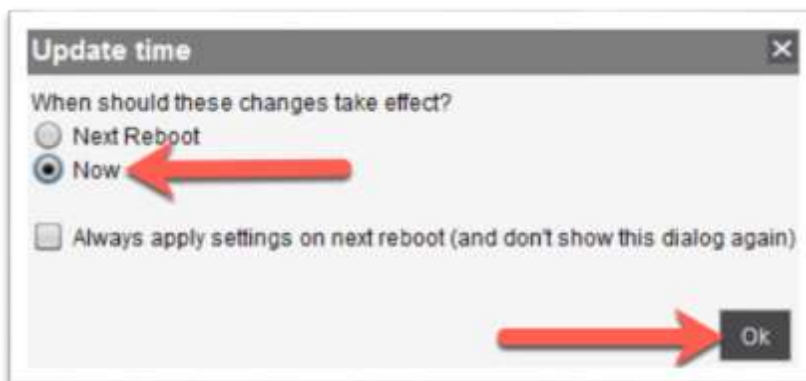 Update time
When should these changes take effect?
Next Reboot
Now
Always apply settings on next reboot (and don't show this dialog again)
Ok